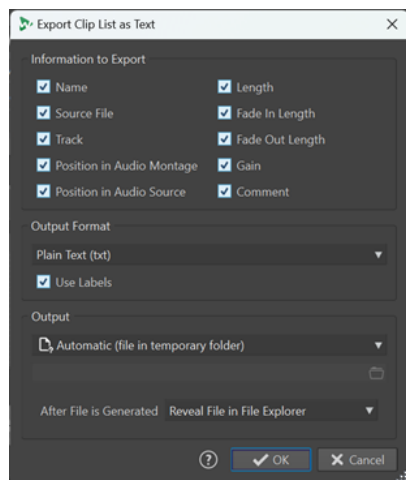 Export Clip List as Text
Information to Export
Name
Length
Source File
Fade In Length
Track
Fade Out Length
Position in Audio Montage
Gain
Position in Audio Source
Comment
Output Format
Plain Text (txt)
Use Labels
Output
Automatic (file in temporary folder)
After File is Generated Reveal File in File Explorer
OK Cancel